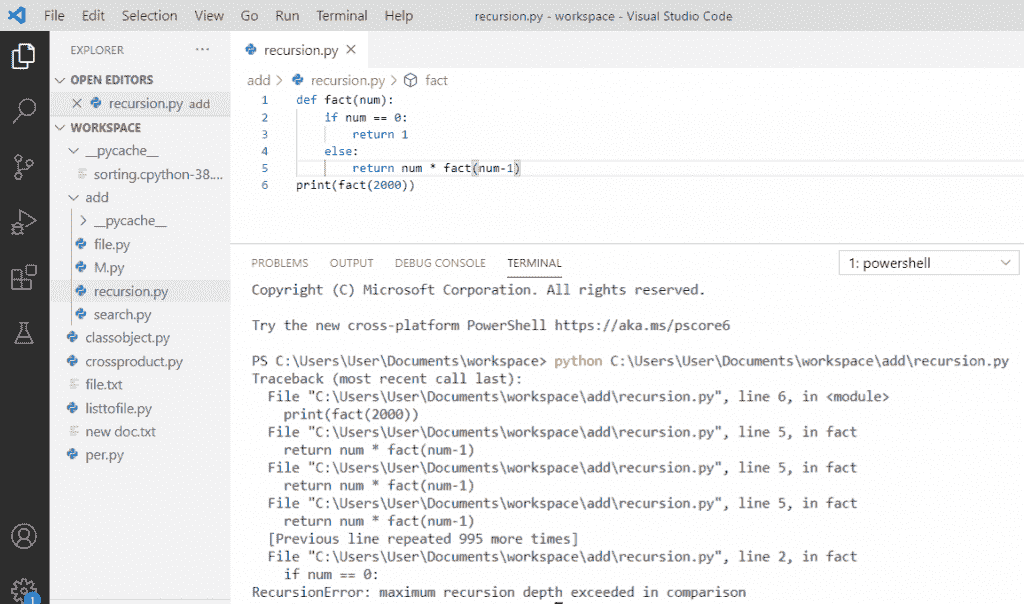 File Edit Selection View Go Run Terminal Help recursion.py - workspace - Visual Studio Code
EXPLORER ...
OPEN EDITORS
recursion.py add
WORKSPACE
__pycache__
sorting.cpython-38....
add
__pycache__
file.py
M.py
recursion.py
search.py
classobject.py
crossproduct.py
file.txt
listtofile.py
new doc.txt
per.py
1
recursion.py
add > recursion.py > fact
1 def fact(num):
2 if num == 0:
3 return 1
4 else:
5 return num * fact(num-1)
6 print(fact(2000))
PROBLEMS OUTPUT DEBUG CONSOLE TERMINAL 1: powershell
Copyright (C) Microsoft Corporation. All rights reserved.
Try the new cross-platform PowerShell https://aka.ms/pscore6
PS C:\Users\User\Documents\workspace> python C:\Users\User\Documents\workspace\add\recursion.py
Traceback (most recent call last):
File "C:\Users\User\Documents\workspace\add\recursion.py", line 6, in <module>
print(fact(2000))
File "C:\Users\User\Documents\workspace\add\recursion.py", line 5, in fact
return num * fact(num-1)
File "C:\Users\User\Documents\workspace\add\recursion.py", line 5, in fact
return num * fact(num-1)
File "C:\Users\User\Documents\workspace\add\recursion.py", line 5, in fact
return num * fact(num-1)
[Previous line repeated 995 more times]
File "C:\Users\User\Documents\workspace\add\recursion.py", line 2, in fact
if num == 0:
RecursionError: maximum recursion depth exceeded in comparison